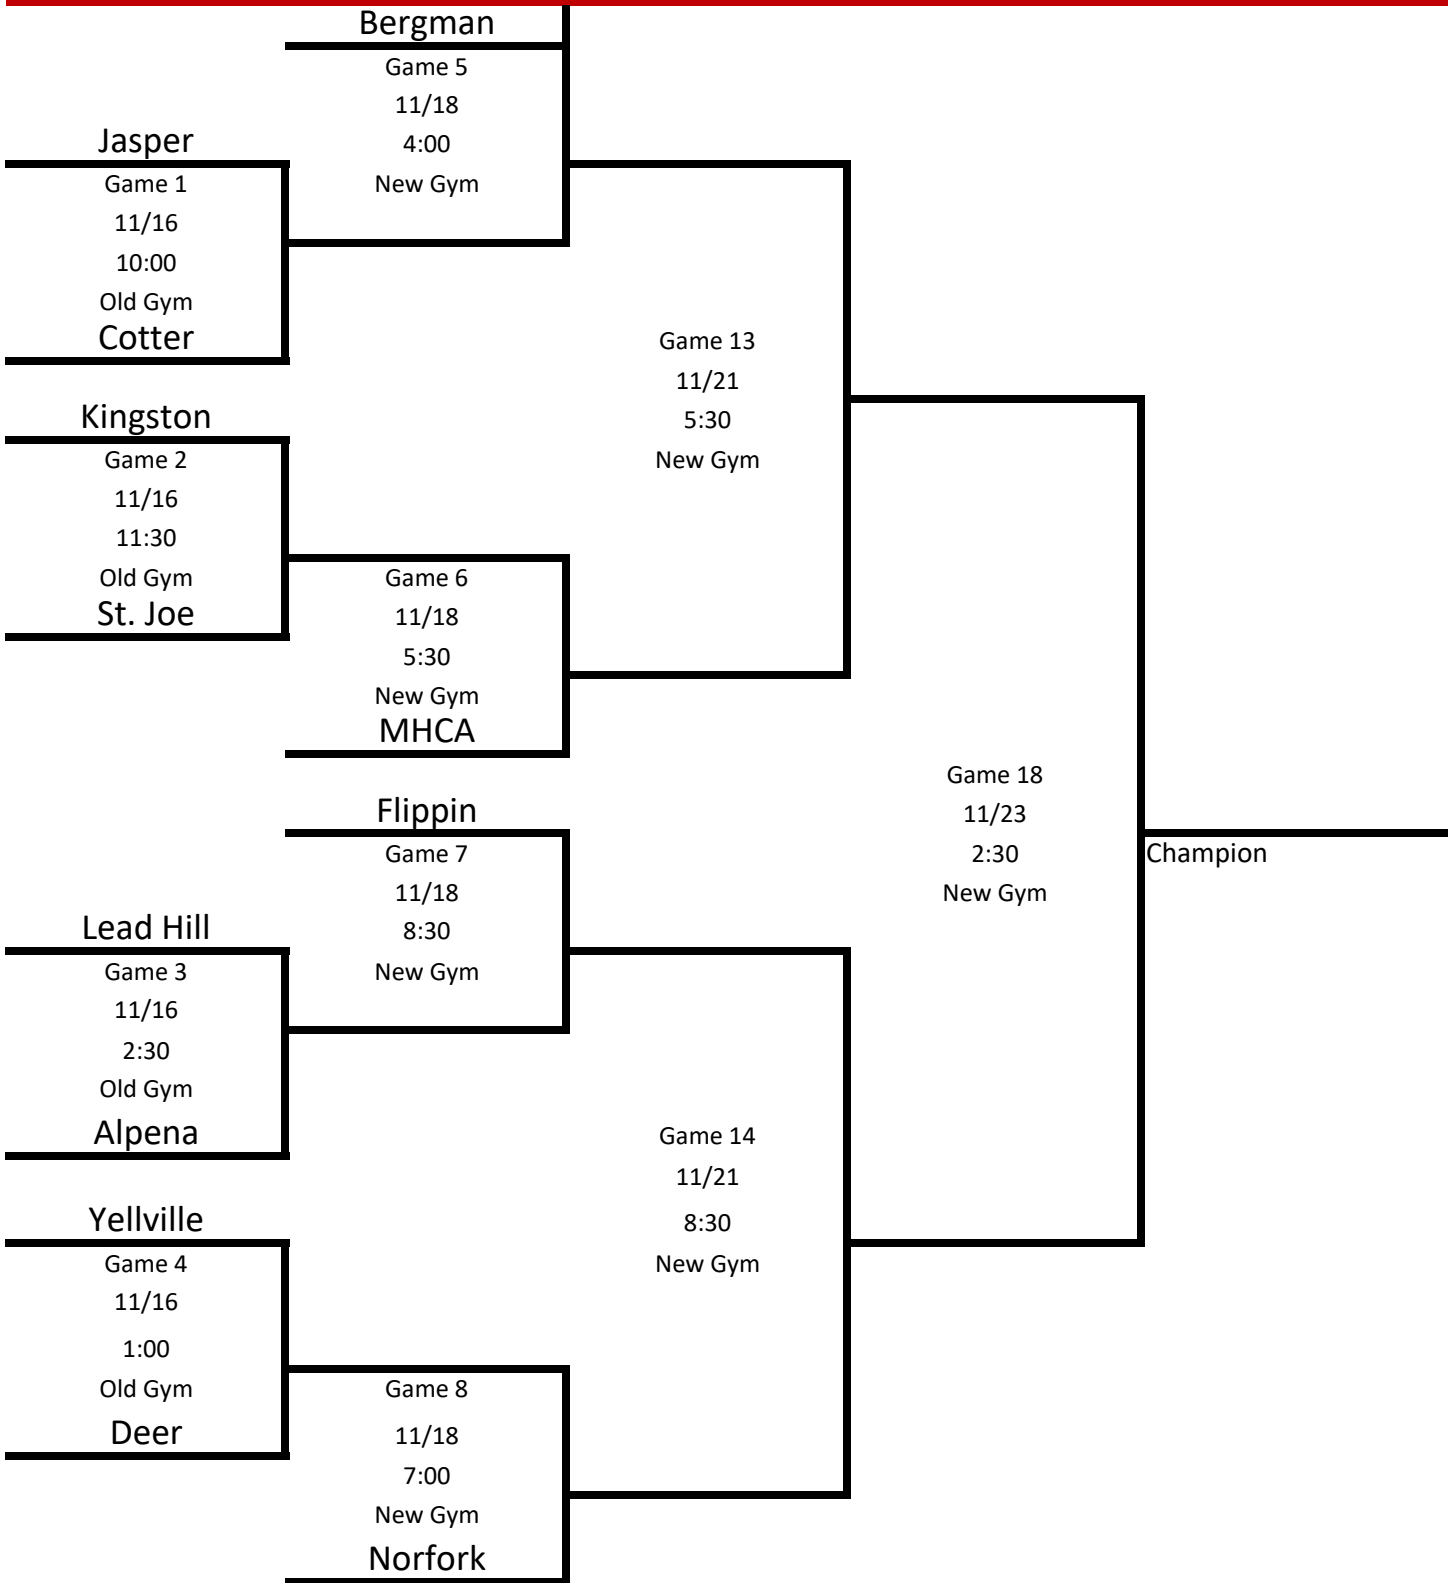 Bergman
Game 5
11/18
4:00
New Gym
Jasper
Game 1
11/16
10:00
Old Gym
Cotter
Kingston
Game 2
11/16
11:30
Old Gym
St. Joe
Game 6
11/18
5:30
New Gym
MHCA
Game 13
11/21
5:30
New Gym
Flippin
Game 7
11/18
8:30
New Gym
Lead Hill
Game 3
11/16
2:30
Old Gym
Alpena
Yellville
Game 4
11/16
1:00
Old Gym
Deer
Game 8
11/18
7:00
New Gym
Norfork
Game 14
11/21
8:30
New Gym
Game 18
11/23
2:30
New Gym
Champion